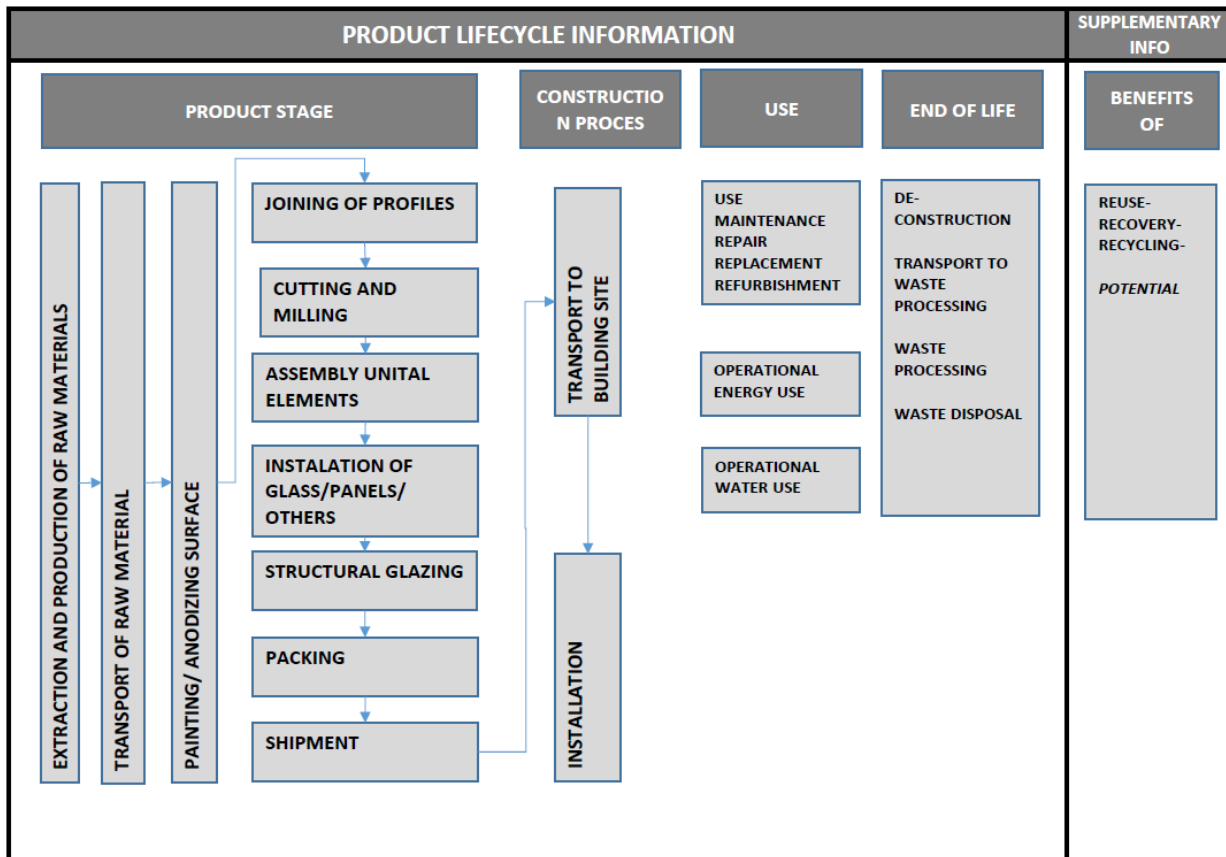 PRODUCT LIFECYCLE INFORMATION
SUPPLEMENTARY
INFO
PRODUCT STAGE
CONSTRUCTIO
N PROCES
USE
END OF LIFE
BENEFITS
OF
EXTRACTION AND PRODUCTION OF RAW MATERIALS
TRANSPORT OF RAW MATERIAL
PAINTING/ ANODIZING SURFACE
JOINING OF PROFILES
CUTTING AND
MILLING
ASSEMBLY UNITAL
ELEMENTS
INSTALATION OF
GLASS/PANELS/
OTHERS
STRUCTURAL GLAZING
PACKING
SHIPMENT
TRANSPORT TO
BUILDING SITE
INSTALLATION
USE
MAINTENANCE
REPAIR
REPLACEMENT
REFURBISHMENT
OPERATIONAL
ENERGY USE
OPERATIONAL
WATER USE
DE-
CONSTRUCTION
TRANSPORT TO
WASTE
PROCESSING
WASTE
PROCESSING
WASTE DISPOSAL
REUSE-
RECOVERY-
RECYCLING-
POTENTIAL